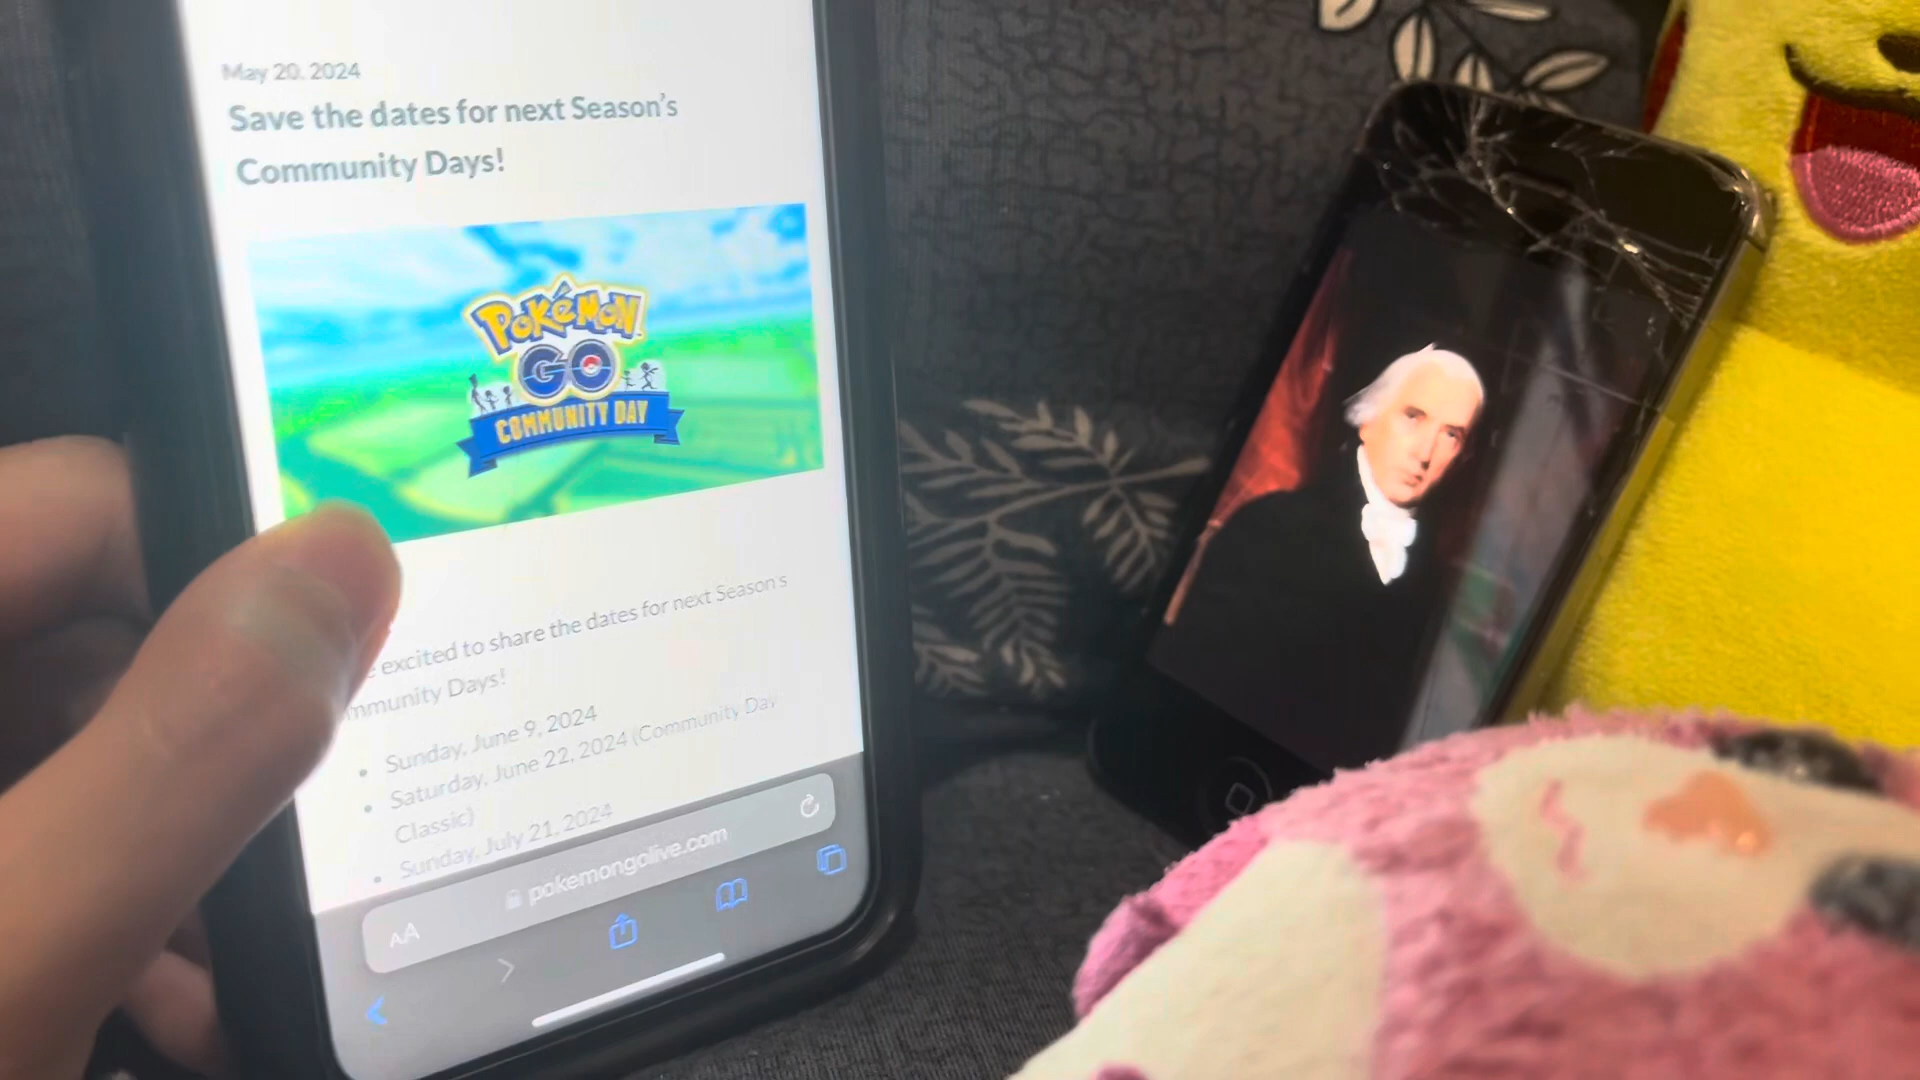 May 20, 2024
Save the dates for next Season's
Community Days!
Pokémon
GO
COMMUNITY DAY
excited to share the dates for next Season's
Days!
• Sunday, June 9, 2024
• Saturday, June 22, 2024 (Community Day
Classic)
• Sunday, July 21, 2024
AA pokemongolive.com